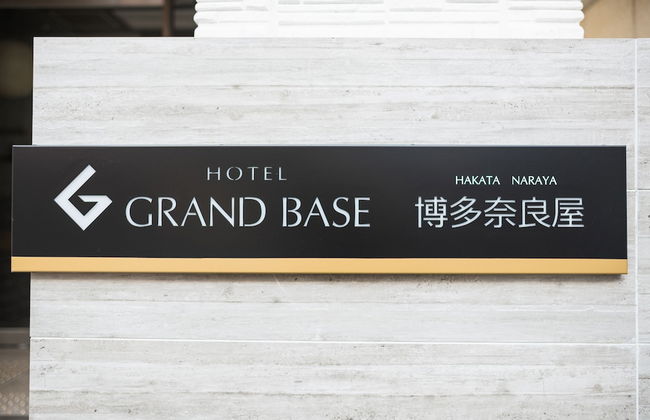 HOTEL
GRAND BASE
HAKATA NARAYA
博多奈良屋